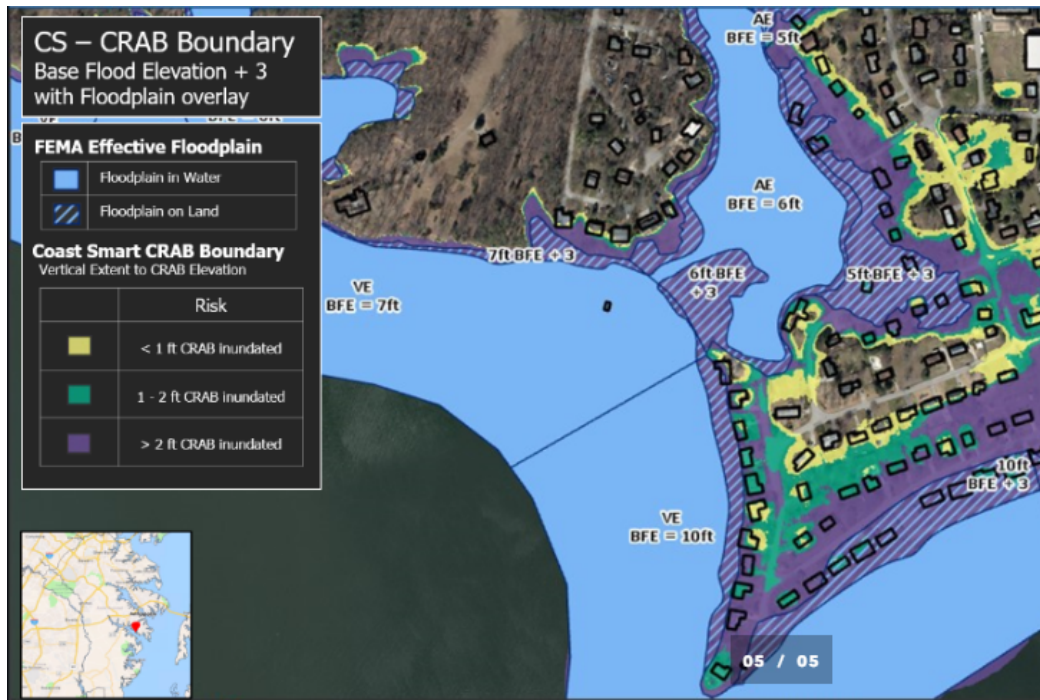 CS – CRAB Boundary
Base Flood Elevation + 3
with Floodplain overlay
FEMA Effective Floodplain
Floodplain in Water
Floodplain on Land
Coast Smart CRAB Boundary
Vertical Extent to CRAB Elevation
Risk
< 1 ft CRAB inundated
1 - 2 ft CRAB inundated
> 2 ft CRAB inundated
AE
BFE = 5ft
AE
BFE = 6ft
7ft BFE + 3
6ft BFE
+ 3
5ft BFE + 3
VE
BFE = 7ft
10ft
BFE + 3
VE
BFE = 10ft
05 / 05